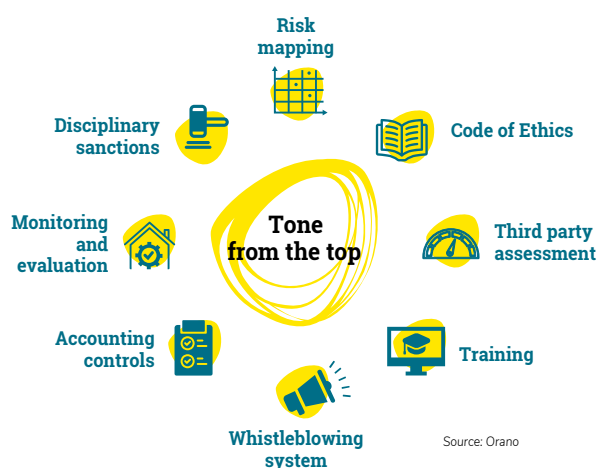 Risk
mapping
Disciplinary
sanctions
Code of Ethics
Monitoring
and
evaluation
Tone
from the top
Third party
assessment
Accounting
controls
Training
Whistleblowing
system
Source: Orano